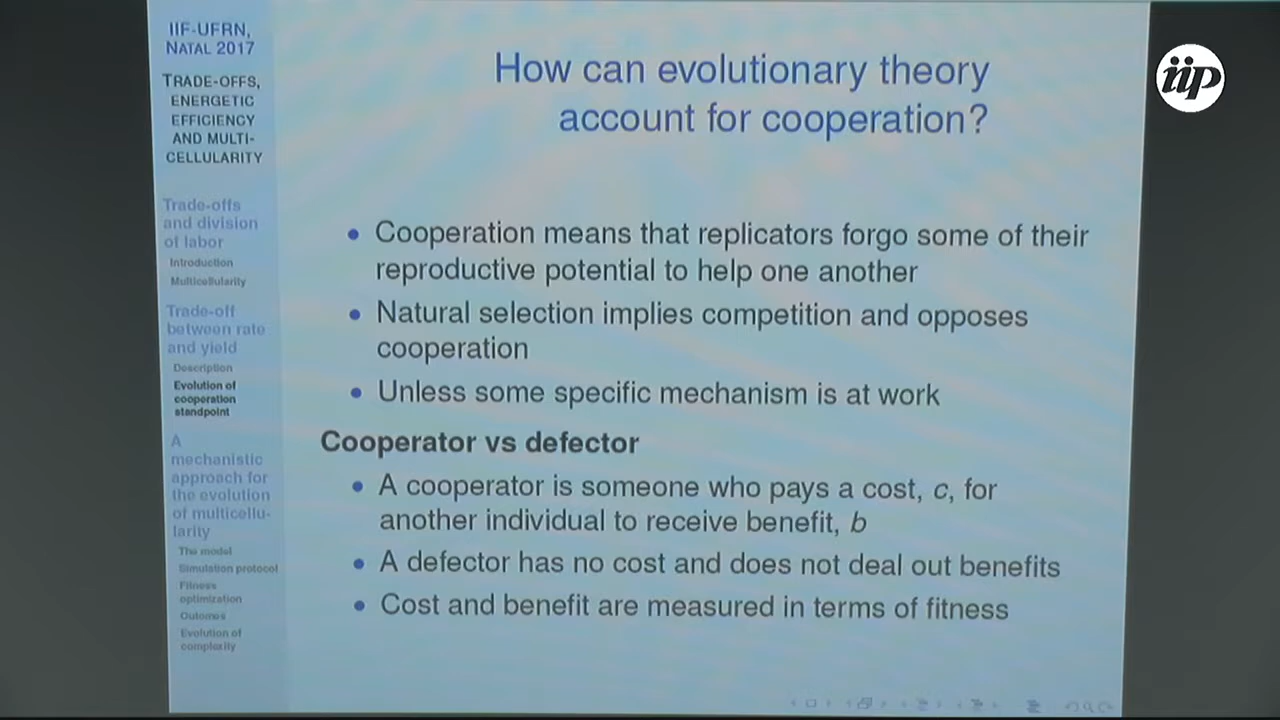 IIF-UFRN,
NATAL 2017
TRADE-OFFS,
ENERGETIC
EFFICIENCY
AND MULTI-
CELLULARITY
Trade-offs
and division
of labor
Introduction
Multicellularity
Trade-off
between rate
and yield
Description
Evolution of
cooperation
standpoint
A
mechanistic
approach for
the evolution
of multicellu-
larity
The model
Simulation protocol
Fitness
optimization
Outcomes
Evolution of
complexity
How can evolutionary theory
account for cooperation?
• Cooperation means that replicators forgo some of their
reproductive potential to help one another
• Natural selection implies competition and opposes
cooperation
• Unless some specific mechanism is at work
Cooperator vs defector
• A cooperator is someone who pays a cost, c, for
another individual to receive benefit, b
• A defector has no cost and does not deal out benefits
• Cost and benefit are measured in terms of fitness
iip